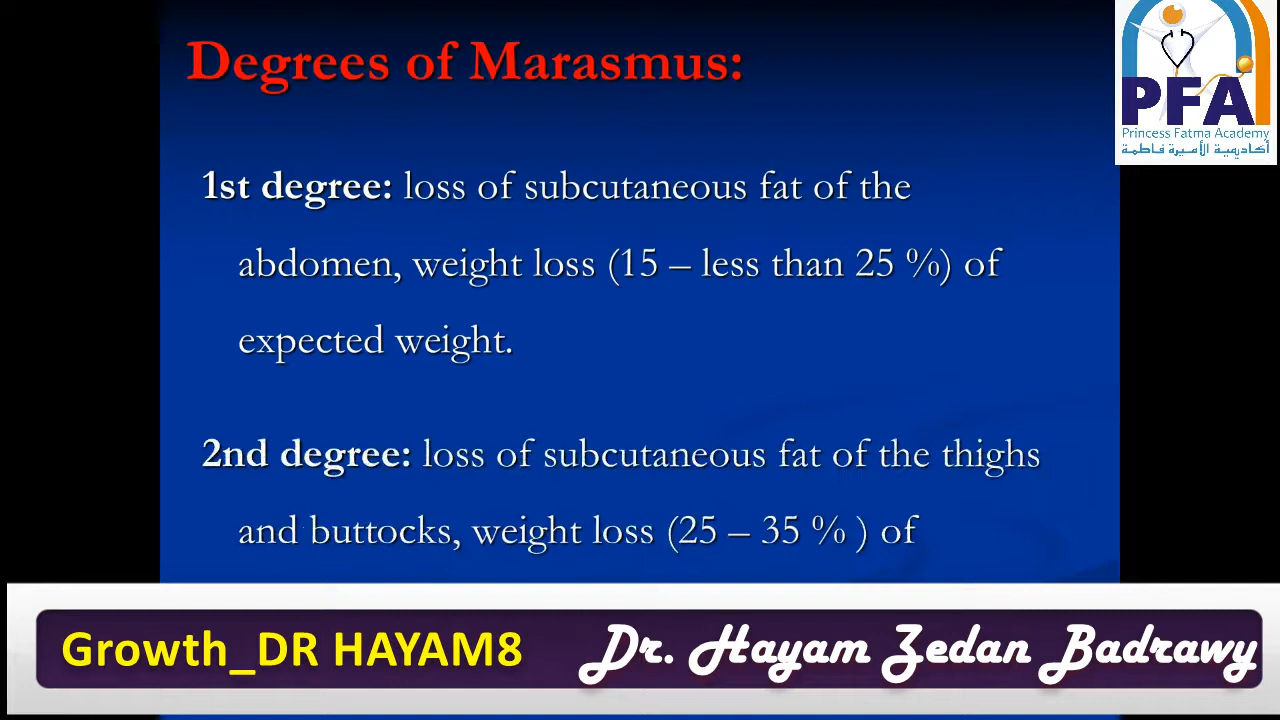 Degrees of Marasmus:
PFA
Princess Fatma Academy
أكاديمية الأميرة فاطمة
1st degree: loss of subcutaneous fat of the
abdomen, weight loss (15 – less than 25 %) of
expected weight.
2nd degree: loss of subcutaneous fat of the thighs
and buttocks, weight loss (25 – 35 % ) of
Growth_DR HAYAM8
Dr. Hayam Zedan Badrawy